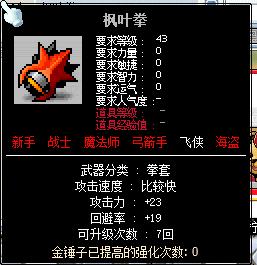 枫叶拳
要求等级： 43
要求力量： 0
要求敏捷： 0
要求智力： 0
要求运气： 0
要求人气度：-
道具等级： -
道具经验值： -
新手 战士 魔法师 弓箭手 飞侠 海盗
武器分类 : 拳套
攻击速度 : 比较快
攻击力 : +23
回避率 : +19
可升级次数 : 7回
金锤子已提高的强化次数: 0